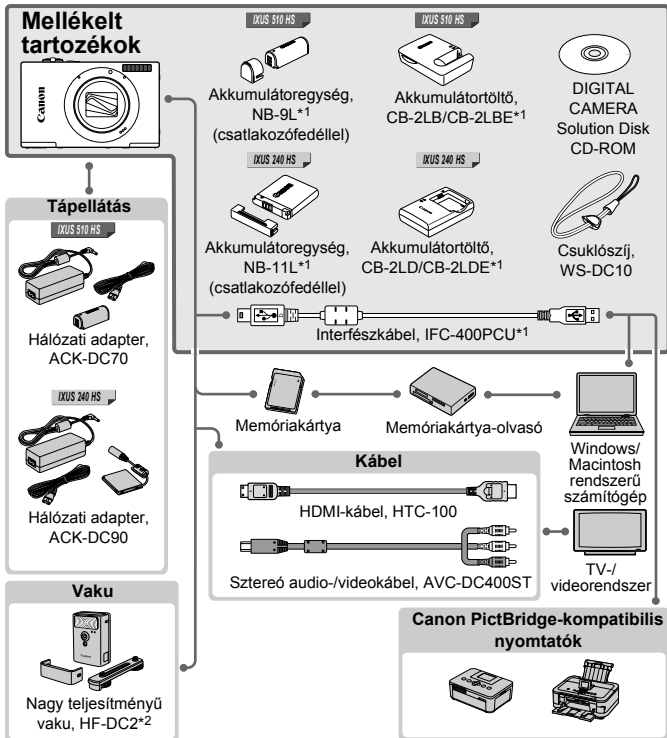 Mellékelt
tartozékok
Canon
IXUS 510 HS
Akkumulátoregység,
NB-9L*1
(csatlakozófedéllel)
IXUS 510 HS
Akkumulátortöltő,
CB-2LB/CB-2LBE*1
DIGITAL
CAMERA
Solution Disk
CD-ROM
IXUS 240 HS
Akkumulátoregység,
NB-11L*1
(csatlakozófedéllel)
IXUS 240 HS
Akkumulátortöltő,
CB-2LD/CB-2LDE*1
Csuklószíj,
WS-DC10
Interfészkábel, IFC-400PCU*1
Tápellátás
IXUS 510 HS
Hálózati adapter,
ACK-DC70
IXUS 240 HS
Hálózati adapter,
ACK-DC90
Memóriakártya
Memóriakártya-olvasó
Windows/
Macintosh
rendszerű
számítógép
Kábel
HDMI-kábel, HTC-100
Sztereó audio-/videokábel, AVC-DC400ST
TV-/
videorendszer
Vaku
Nagy teljesítményű
vaku, HF-DC2*2
Canon PictBridge-kompatibilis
nyomtatók